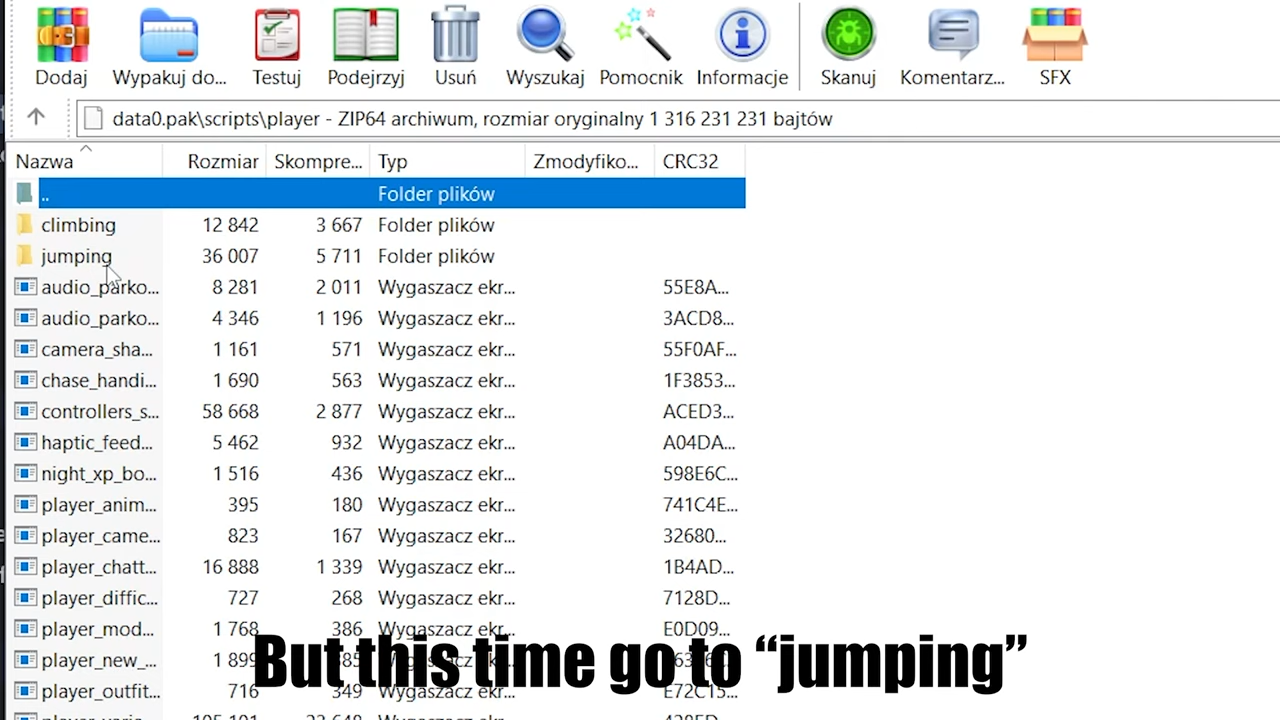 Dodaj Wypakuj do... Testuj Podejrzyj Usuń Wyszukaj Pomocnik Informacje Skanuj Komentarz... SFX
data0.pak\scripts\player - ZIP64 archiwum, rozmiar oryginalny 1 316 231 231 bajtów
Nazwa Rozmiar Skompre... Typ Zmodyfiko... CRC32
.. Folder plików
climbing 12 842 3 667 Folder plików
jumping 36 007 5 711 Folder plików
audio_parko... 8 281 2 011 Wygaszacz ekr... 55E8A...
audio_parko... 4 346 1 196 Wygaszacz ekr... 3ACD8...
camera_sha... 1 161 571 Wygaszacz ekr... 55F0AF...
chase_handi... 1 690 563 Wygaszacz ekr... 1F3853...
controllers_s... 58 668 2 877 Wygaszacz ekr... ACED3...
haptic_feed... 5 462 932 Wygaszacz ekr... A04DA...
night_xp_bo... 1 516 436 Wygaszacz ekr... 598E6C...
player_anim... 395 180 Wygaszacz ekr... 741C4E...
player_came... 823 167 Wygaszacz ekr... 32680...
player_chatt... 16 888 1 339 Wygaszacz ekr... 1B4AD...
player_diffic... 727 268 Wygaszacz ekr... 7128D...
player_mod... 1 768 386 Wygaszacz ekr... E0D09...
player_new_... 1 899 Wygaszacz ekr...
player_outfit... 716 349 Wygaszacz ekr... E72C15...
But this time go to “jumping”